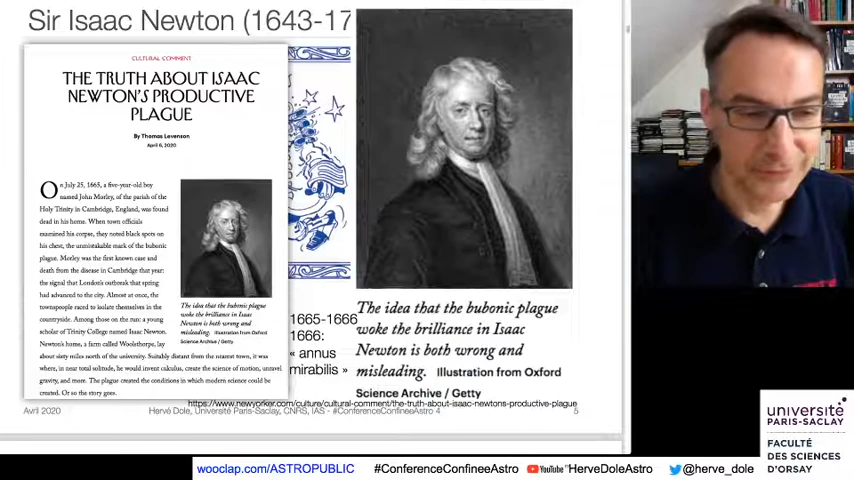 Sir Isaac Newton (1643-17
CULTURAL COMMENT
THE TRUTH ABOUT ISAAC
NEWTON'S PRODUCTIVE
PLAGUE
By Thomas Levenson
April 6, 2020
On July 25, 1665, a five-year-old boy
named John Morley, of the parish of the
Holy Trinity in Cambridge, England, was found
dead in his home. When town officials
examined his corpse, they noted black spots on
his chest, the unmistakable mark of the bubonic
plague. Morley was the first known case and
death from the disease in Cambridge that year:
the signal that London's outbreak that spring
had advanced to the city. Almost at once, the
townspeople raced to isolate themselves in the
countryside. Among those on the run: a young
scholar of Trinity College named Isaac Newton.
Newton's home, a farm called Woolsthorpe, lay
about sixty miles north of the university. Suitably distant from the nearest town, it was
where, in near total solitude, he would invent calculus, create the science of motion, unravel
gravity, and more. The plague created the conditions in which modern science could be
created. Or so the story goes.
The idea that the bubonic plague
woke the brilliance in Isaac
Newton is both wrong and
misleading. Illustration from Oxford
Science Archive / Getty
1665-1666
1666:
« annus
mirabilis »
The idea that the bubonic plague
woke the brilliance in Isaac
Newton is both wrong and
misleading. Illustration from Oxford
Science Archive / Getty
https://www.newyorker.com/culture/cultural-comment/the-truth-about-isaac-newtons-productive-plague
Avril 2020
Hervé Dole, Université Paris-Saclay, CNRS, IAS - #ConferenceConfineeAstro 4
5
université
PARIS-SACLAY
FACULTÉ
DES SCIENCES
D'ORSAY
wooclap.com/ASTROPUBLIC
#ConferenceConfineeAstro
YouTube HerveDoleAstro
@herve_dole